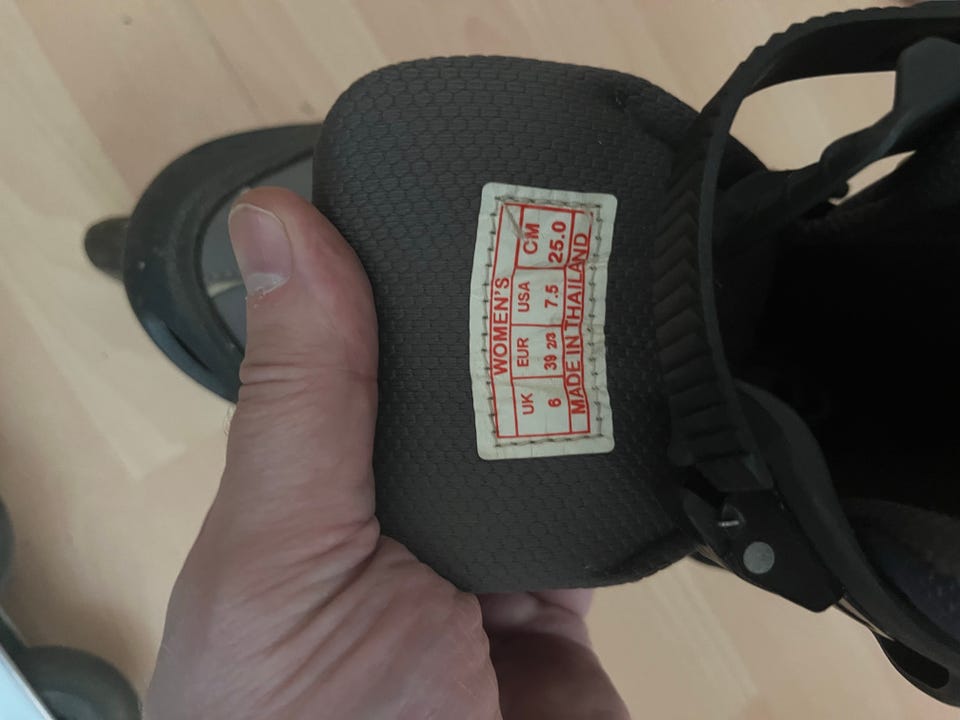 WOMEN'S
UK EUR USA CM
6 39 2/3 7.5 25.0
MADE IN THAILAND